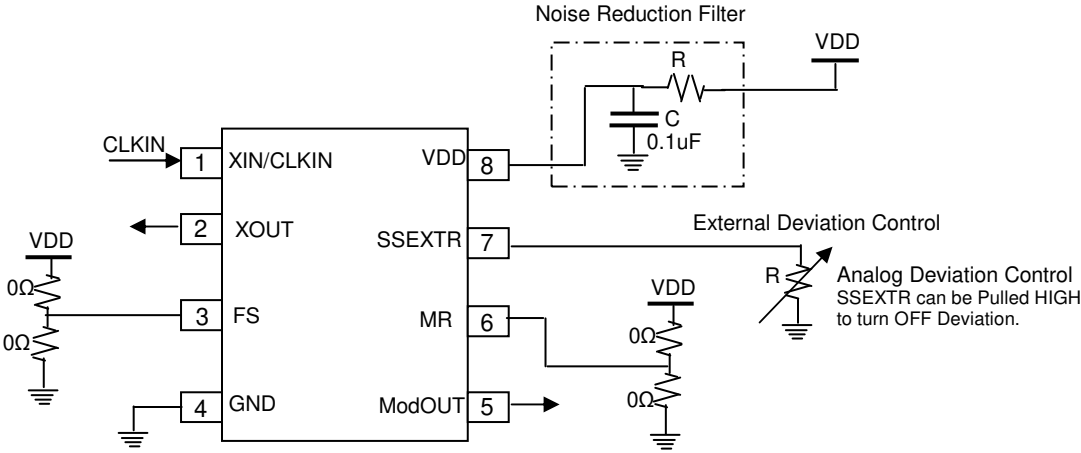 Noise Reduction Filter
VDD
R
C
0.1uF
CLKIN
1
XIN/CLKIN
VDD
8
2
XOUT
SSEXTR
7
External Deviation Control
R
Analog Deviation Control
SSEXTR can be Pulled HIGH
to turn OFF Deviation.
VDD
0Ω
0Ω
3
FS
MR
6
VDD
0Ω
0Ω
4
GND
ModOUT
5